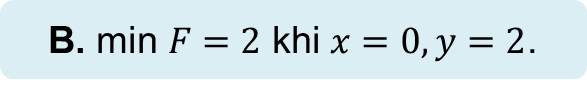 B. min F = 2 khi x = 0, y = 2.